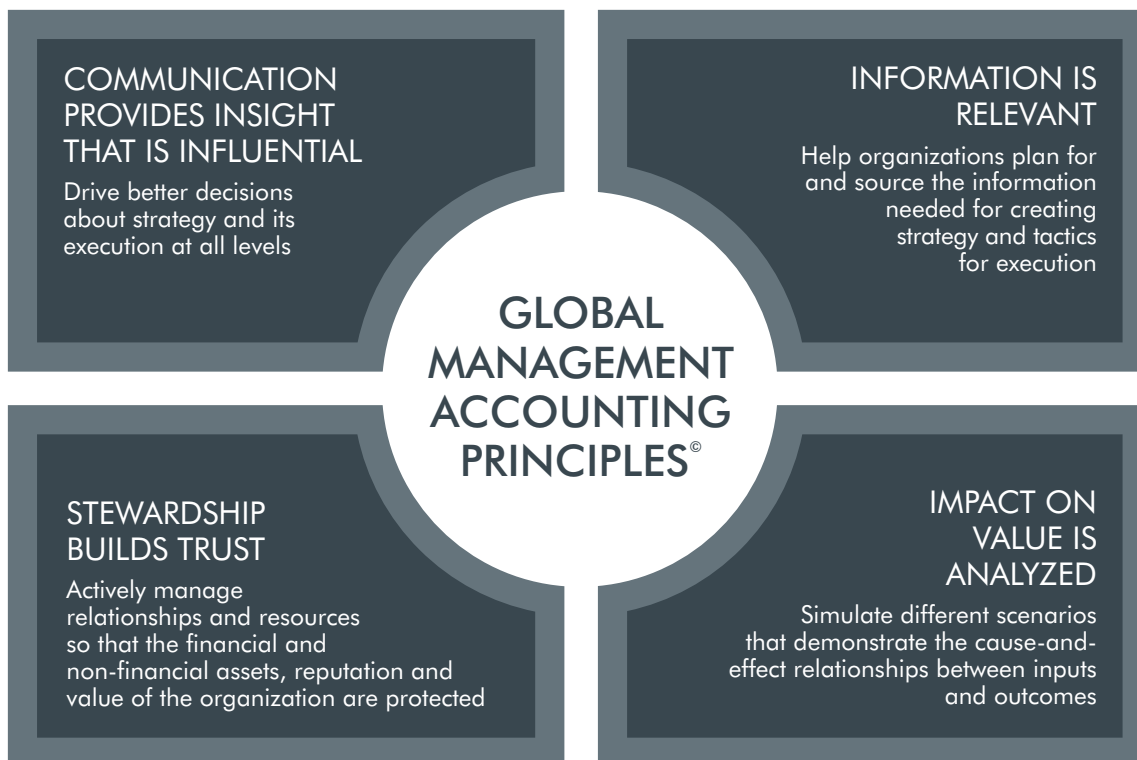 COMMUNICATION
PROVIDES INSIGHT
THAT IS INFLUENTIAL
Drive better decisions
about strategy and its
execution at all levels
INFORMATION IS
RELEVANT
Help organizations plan for
and source the information
needed for creating
strategy and tactics
for execution
GLOBAL
MANAGEMENT
ACCOUNTING
PRINCIPLES©
STEWARDSHIP
BUILDS TRUST
Actively manage
relationships and resources
so that the financial and
non-financial assets, reputation and
value of the organization are protected
IMPACT ON
VALUE IS
ANALYZED
Simulate different scenarios
that demonstrate the cause-and-
effect relationships between inputs
and outcomes